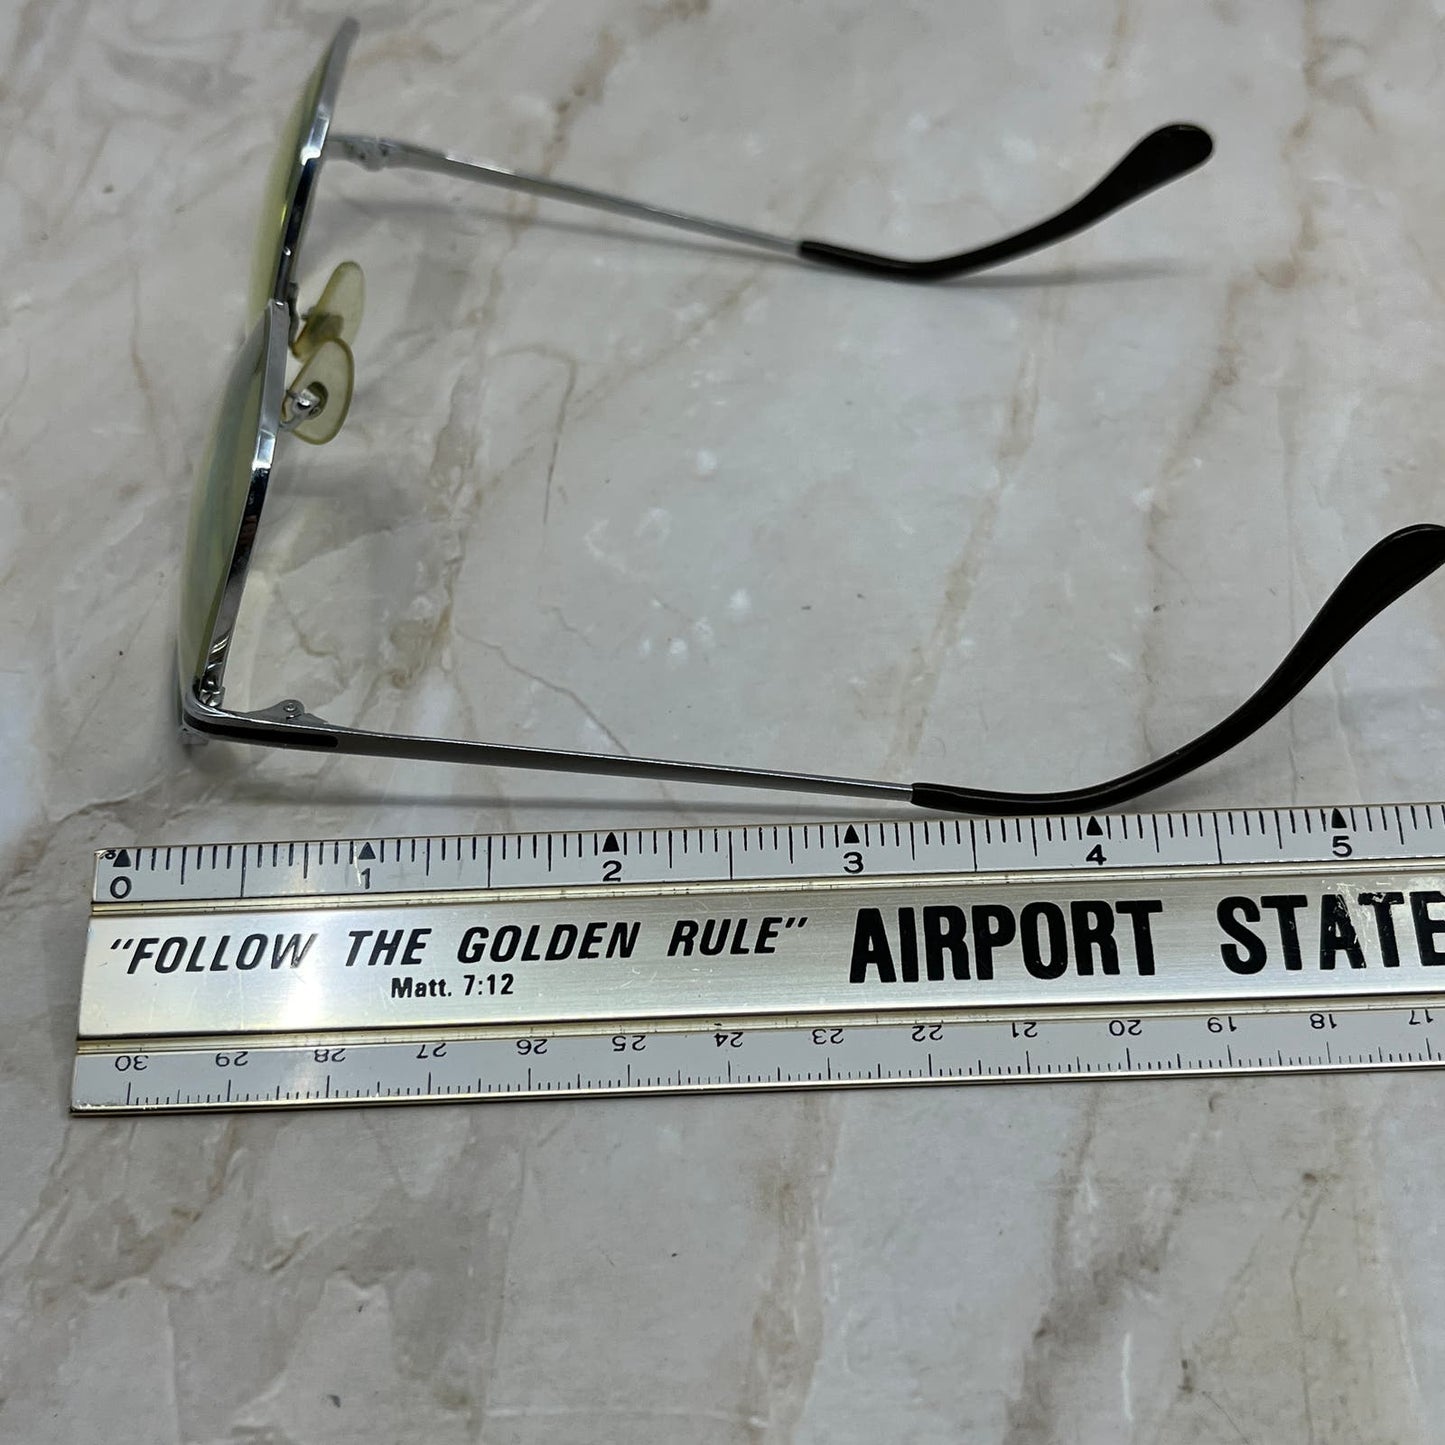 0 1 2 3 4 5
"FOLLOW THE GOLDEN RULE" AIRPORT STATE
Matt. 7:12
30 29 28 27 26 25 24 23 22 21 20 19 18 17